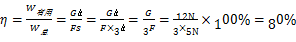 η = W有用/W总 = Gh/Fs = Gh/F×3h = G/3F = 12N/3×5N ×100% = 80%